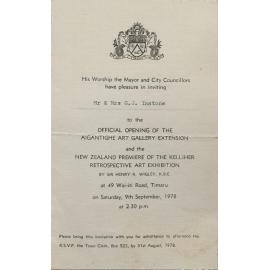 His Worship the Mayor and City Councillors
have pleasure in inviting
Mr & Mrs G.J. Instone
to the
OFFICIAL OPENING OF THE
AIGANTIGHE ART GALLERY EXTENSION
and the
NEW ZEALAND PREMIERE OF THE KELLIHER
RETROSPECTIVE ART EXHIBITION
BY SIR HENRY R. WIGLEY, K.B.E.
at 49 Wai-iti Road, Timaru
on Saturday, 9th September, 1978
at 2.30 p.m.
Please bring this invitation with you for admittance to afternoon tea.
R.S.V.P. the Town Clerk, Box 522, by 31st August, 1978.